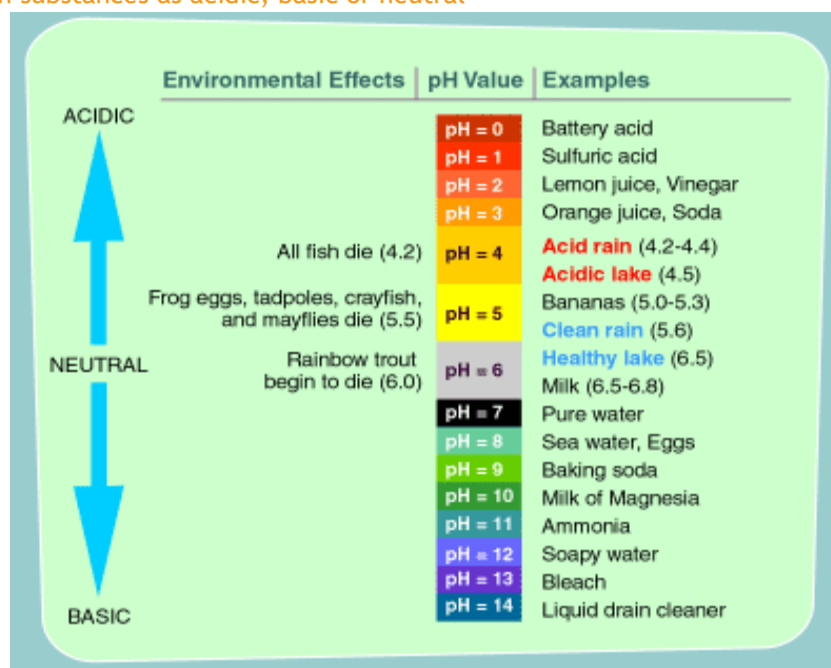 substances as acidic, basic or neutral
Environmental Effects | pH Value | Examples
ACIDIC
pH = 0 Battery acid
pH = 1 Sulfuric acid
pH = 2 Lemon juice, Vinegar
pH = 3 Orange juice, Soda
All fish die (4.2) pH = 4 Acid rain (4.2-4.4)
Acidic lake (4.5)
Frog eggs, tadpoles, crayfish,
and mayflies die (5.5) pH = 5 Bananas (5.0-5.3)
Clean rain (5.6)
NEUTRAL
Rainbow trout
begin to die (6.0) pH = 6 Healthy lake (6.5)
Milk (6.5-6.8)
pH = 7 Pure water
pH = 8 Sea water, Eggs
pH = 9 Baking soda
pH = 10 Milk of Magnesia
pH = 11 Ammonia
pH = 12 Soapy water
pH = 13 Bleach
pH = 14 Liquid drain cleaner
BASIC